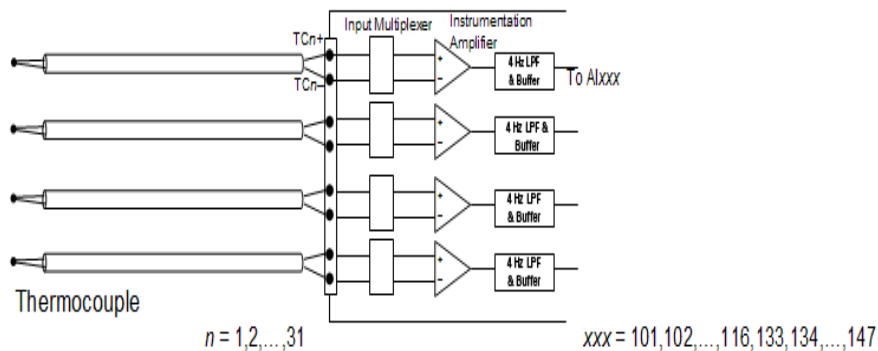 Input Multiplexer
Instrumentation
Amplifier
TCn+
TCn–
+
–
4 Hz LPF
& Buffer
To AIxxx
+
–
4 Hz LPF &
Buffer
+
–
4 Hz LPF
& Buffer
+
–
4 Hz LPF
& Buffer
Thermocouple
n = 1,2,...,31
xxx = 101,102,...,116,133,134,...,147